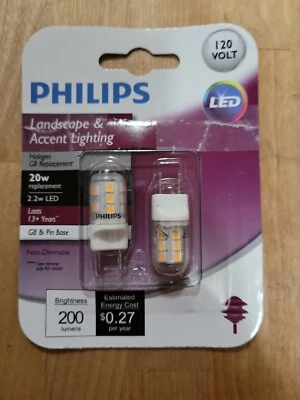 120
VOLT
PHILIPS
LED
Landscape &
Accent Lighting
Halogen
G8 Replacement*
20w
replacement
2.2w LED
Lasts
13+ Years**
G8 Bi Pin Base
Non-Dimmable
PHILIPS
Brightness
200
lumens
Estimated
Energy Cost
$0.27
per year